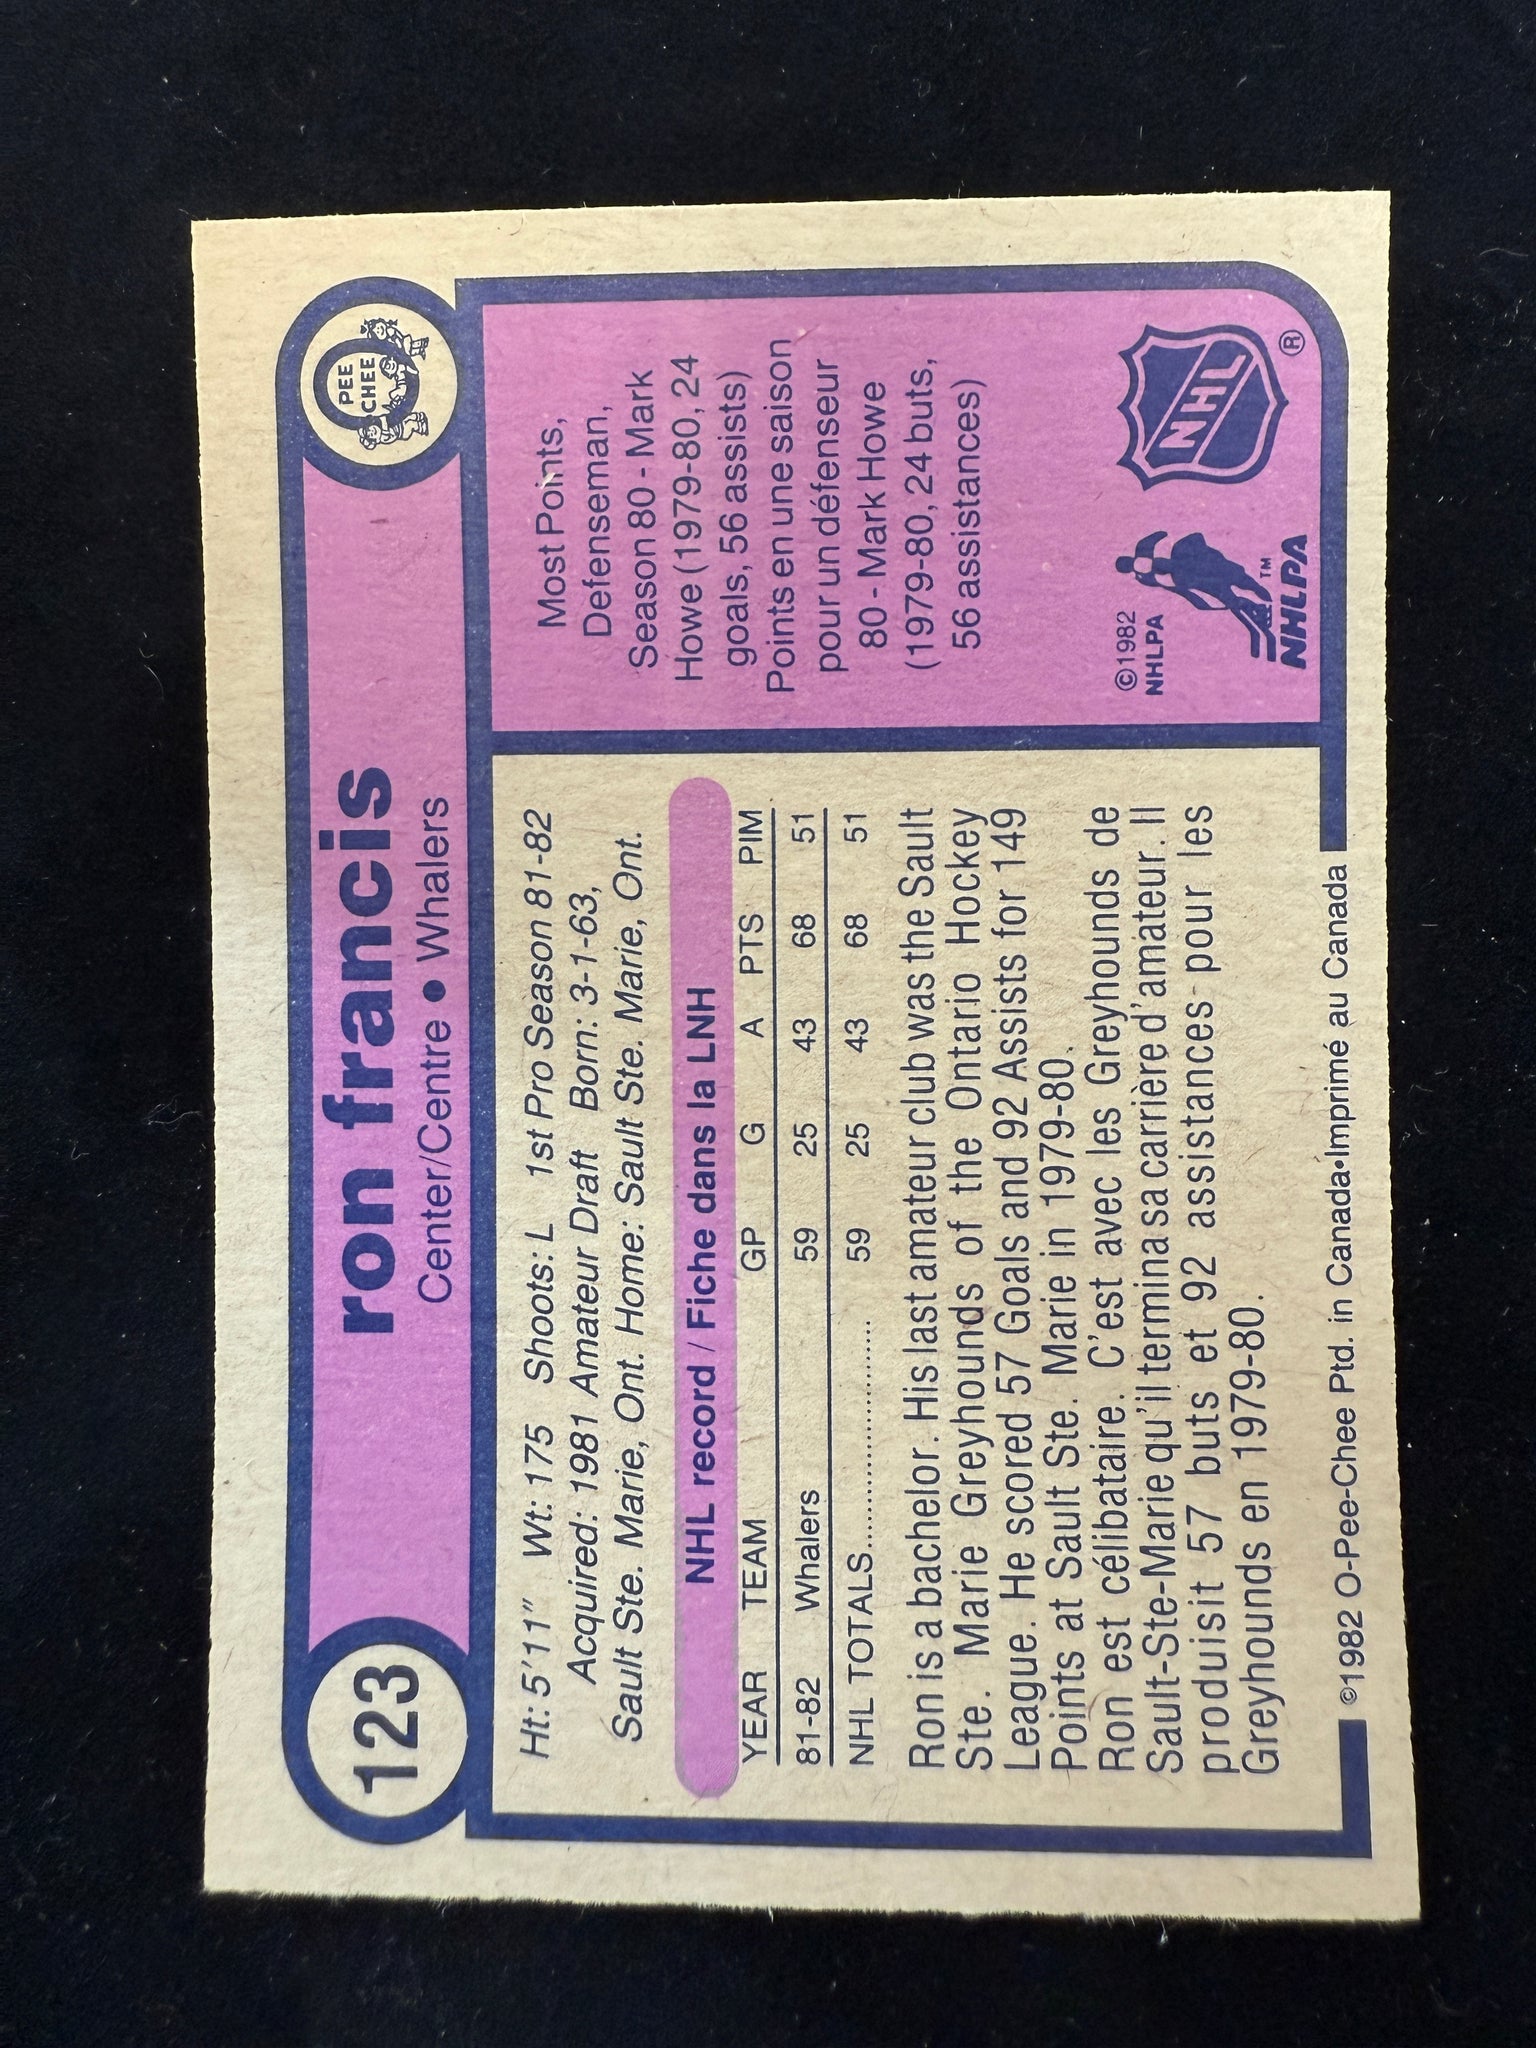 123
ron francis
Center/Centre • Whalers
O
PEE
CHEE
Ht: 5'11" Wt: 175 Shoots: L 1st Pro Season 81-82
Acquired: 1981 Amateur Draft Born: 3-1-63,
Sault Ste. Marie, Ont. Home: Sault Ste. Marie, Ont.
NHL record / Fiche dans la LNH
YEAR TEAM GP G A PTS PIM
81-82 Whalers 59 25 43 68 51
NHL TOTALS.................... 59 25 43 68 51
Ron is a bachelor. His last amateur club was the Sault
Ste. Marie Greyhounds of the Ontario Hockey
League. He scored 57 Goals and 92 Assists for 149
Points at Sault Ste. Marie in 1979-80.
Ron est célibataire. C'est avec les Greyhounds de
Sault-Ste-Marie qu'il termina sa carrière d'amateur. Il
produisit 57 buts et 92 assistances pour les
Greyhounds en 1979-80.
©1982 O-Pee-Chee Ptd. in Canada•Imprimé au Canada
Most Points,
Defenseman,
Season 80 - Mark
Howe (1979-80, 24
goals, 56 assists)
Points en une saison
pour un défenseur
80 - Mark Howe
(1979-80, 24 buts,
56 assistances)
©1982
NHLPA
TM
NHLPA
NHL
®